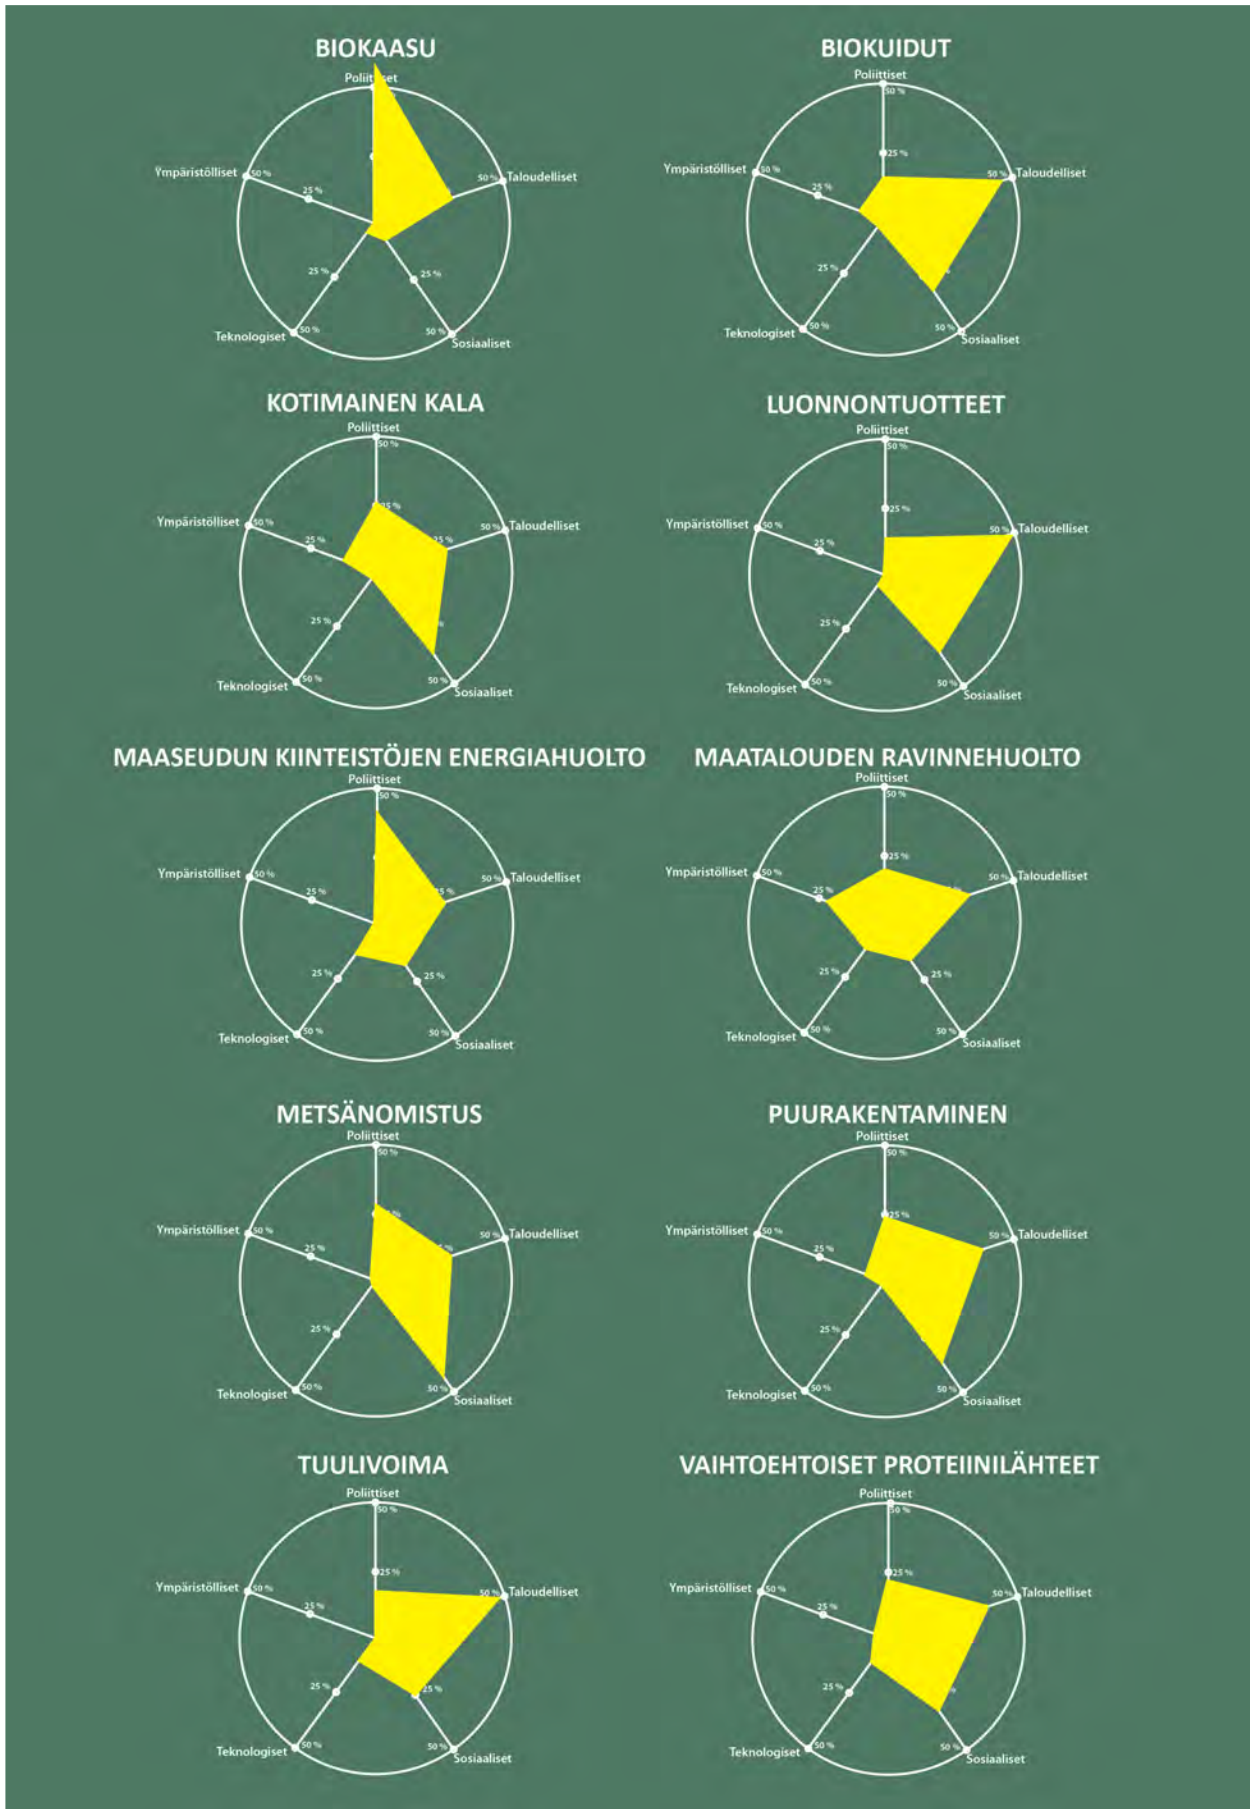 BIOKAASU
Poliittiset
Ympäristölliset
50 %
25 %
50 %
Taloudelliset
25 %
25 %
Teknologiset
50 %
50 %
Sosiaaliset
BIOKUIDUT
Poliittiset
50 %
25 %
Ympäristölliset
50 %
25 %
50 %
Taloudelliset
25 %
Teknologiset
50 %
50 %
Sosiaaliset
KOTIMAINEN KALA
Poliittiset
50 %
25 %
Ympäristölliset
50 %
25 %
50 %
Taloudelliset
25 %
25 %
Teknologiset
50 %
50 %
Sosiaaliset
LUONNONTUOTTEET
Poliittiset
50 %
25 %
Ympäristölliset
50 %
25 %
50 %
Taloudelliset
25 %
Teknologiset
50 %
50 %
Sosiaaliset
MAASEUDUN KIINTEISTÖJEN ENERGIAHUOLTO
Poliittiset
50 %
Ympäristölliset
50 %
25 %
50 %
Taloudelliset
25 %
25 %
25 %
Teknologiset
50 %
50 %
Sosiaaliset
MAATALOUDEN RAVINNEHUOLTO
Poliittiset
50 %
25 %
Ympäristölliset
50 %
25 %
50 %
Taloudelliset
25 %
25 %
Teknologiset
50 %
50 %
Sosiaaliset
METSÄNOMISTUS
Poliittiset
50 %
Ympäristölliset
50 %
25 %
50 %
Taloudelliset
25 %
Teknologiset
50 %
50 %
Sosiaaliset
PUURAKENTAMINEN
Poliittiset
50 %
25 %
Ympäristölliset
50 %
25 %
50 %
Taloudelliset
25 %
Teknologiset
50 %
50 %
Sosiaaliset
TUULIVOIMA
Poliittiset
50 %
25 %
Ympäristölliset
50 %
25 %
50 %
Taloudelliset
25 %
25 %
Teknologiset
50 %
50 %
Sosiaaliset
VAIHTOEHTOISET PROTEIINILÄHTEET
Poliittiset
50 %
25 %
Ympäristölliset
50 %
25 %
50 %
Taloudelliset
25 %
Teknologiset
50 %
50 %
Sosiaaliset